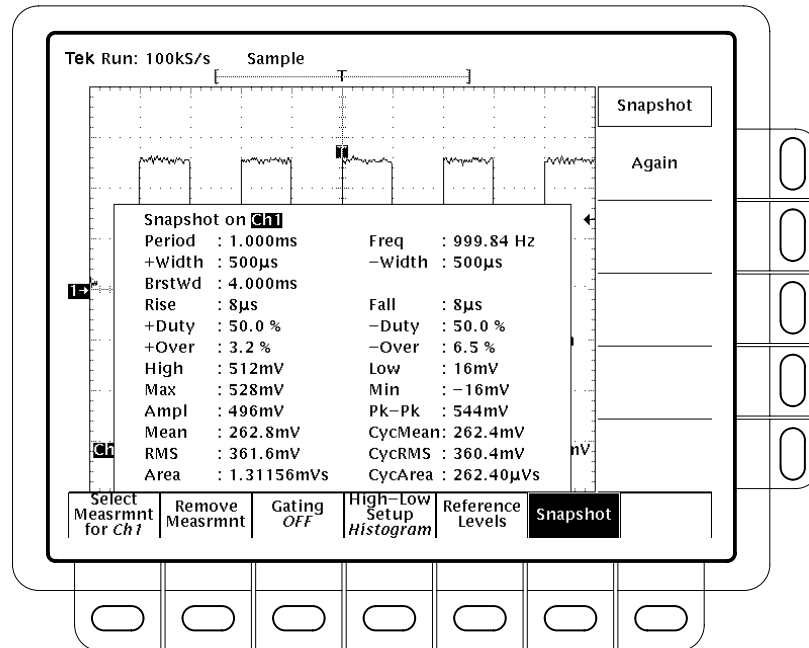 Tek Run: 100kS/s Sample
T
Snapshot
T
Again
Snapshot on Ch1
Period : 1.000ms Freq : 999.84 Hz
+Width : 500µs −Width : 500µs
BrstWd : 4.000ms
1→
Rise : 8µs Fall : 8µs
+Duty : 50.0 % −Duty : 50.0 %
+Over : 3.2 % −Over : 6.5 %
High : 512mV Low : 16mV
Max : 528mV Min : −16mV
Ampl : 496mV Pk−Pk : 544mV
Mean : 262.8mV CycMean: 262.4mV
Ch mV
RMS : 361.6mV CycRMS : 360.4mV
Area : 1.31156mVs CycArea : 262.40µVs
Select Measrmnt for Ch1
Remove Measrmnt
Gating OFF
High−Low Setup Histogram
Reference Levels
Snapshot